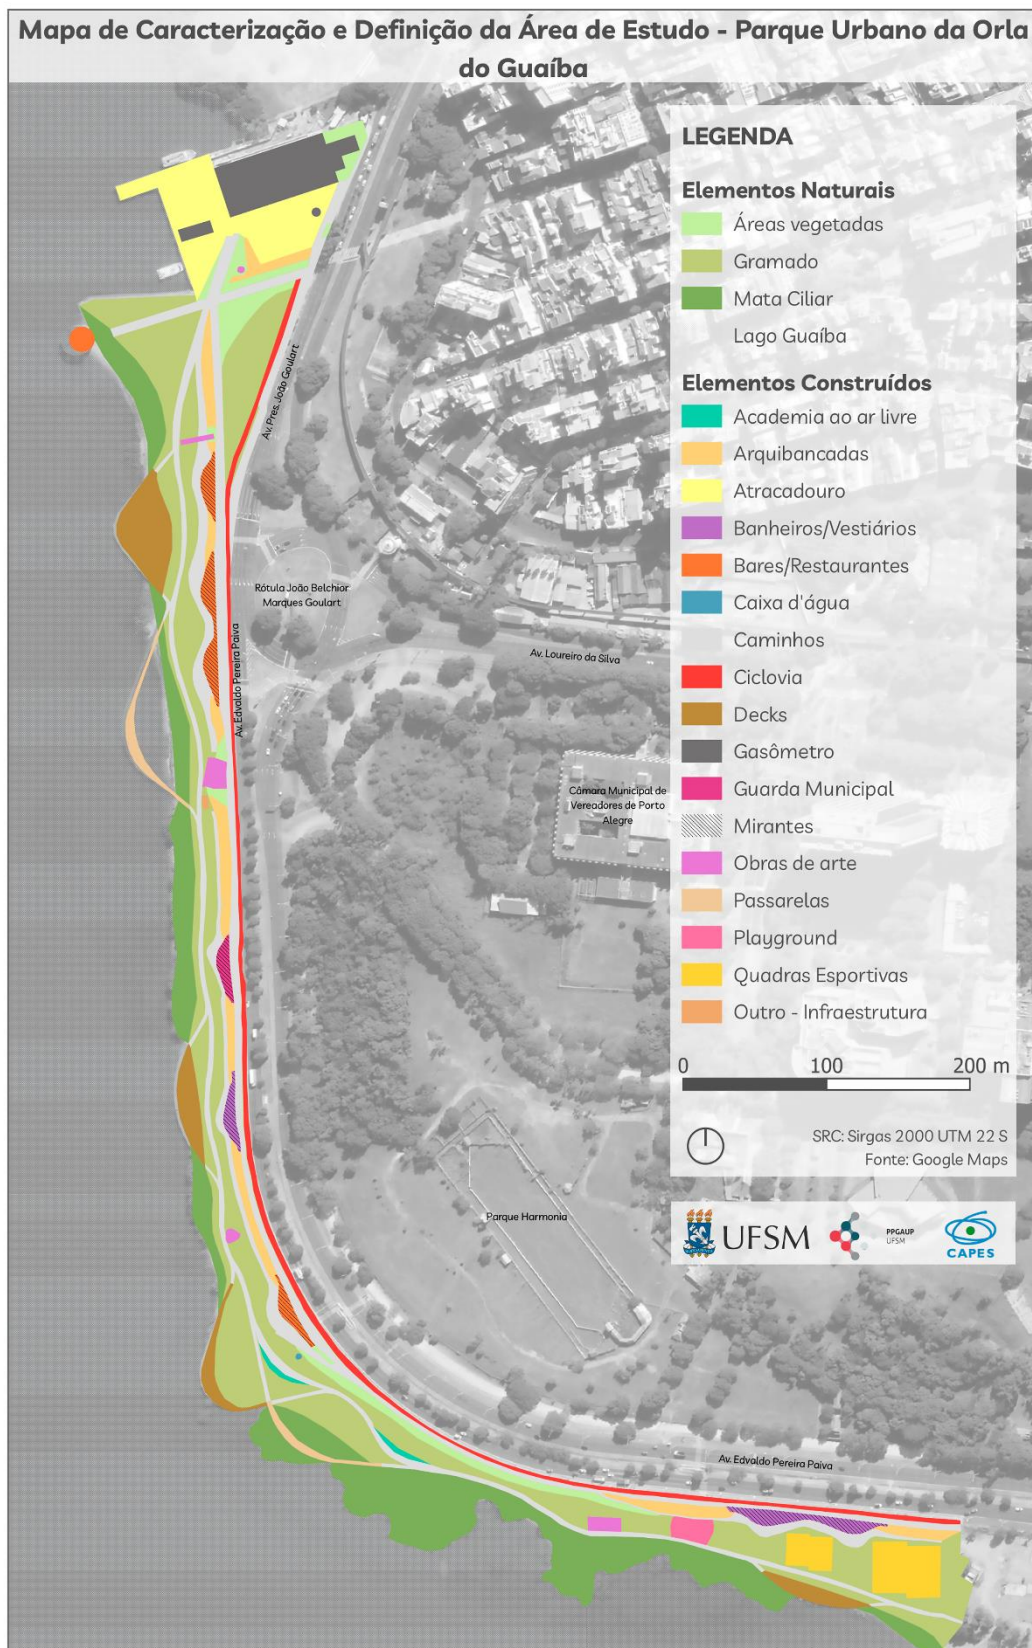 Mapa de Caracterização e Definição da Área de Estudo - Parque Urbano da Orla
do Guaíba
LEGENDA
Elementos Naturais
Áreas vegetadas
Gramado
Mata Ciliar
Lago Guaíba
Elementos Construídos
Academia ao ar livre
Arquibancadas
Atracadouro
Banheiros/Vestiários
Bares/Restaurantes
Caixa d'água
Caminhos
Ciclovia
Decks
Gasômetro
Guarda Municipal
Mirantes
Obras de arte
Passarelas
Playground
Quadras Esportivas
Outro - Infraestrutura
0 100 200 m
SRC: Sirgas 2000 UTM 22 S
Fonte: Google Maps
UFSM
PPGAUP
UFSM
CAPES
Av. Pres. João Goulart
Rótula João Belchior
Marques Goulart
Av. Edvaldo Pereira Paiva
Av. Loureiro da Silva
Câmara Municipal de
Vereadores de Porto
Alegre
Parque Harmonia
Av. Edvaldo Pereira Paiva